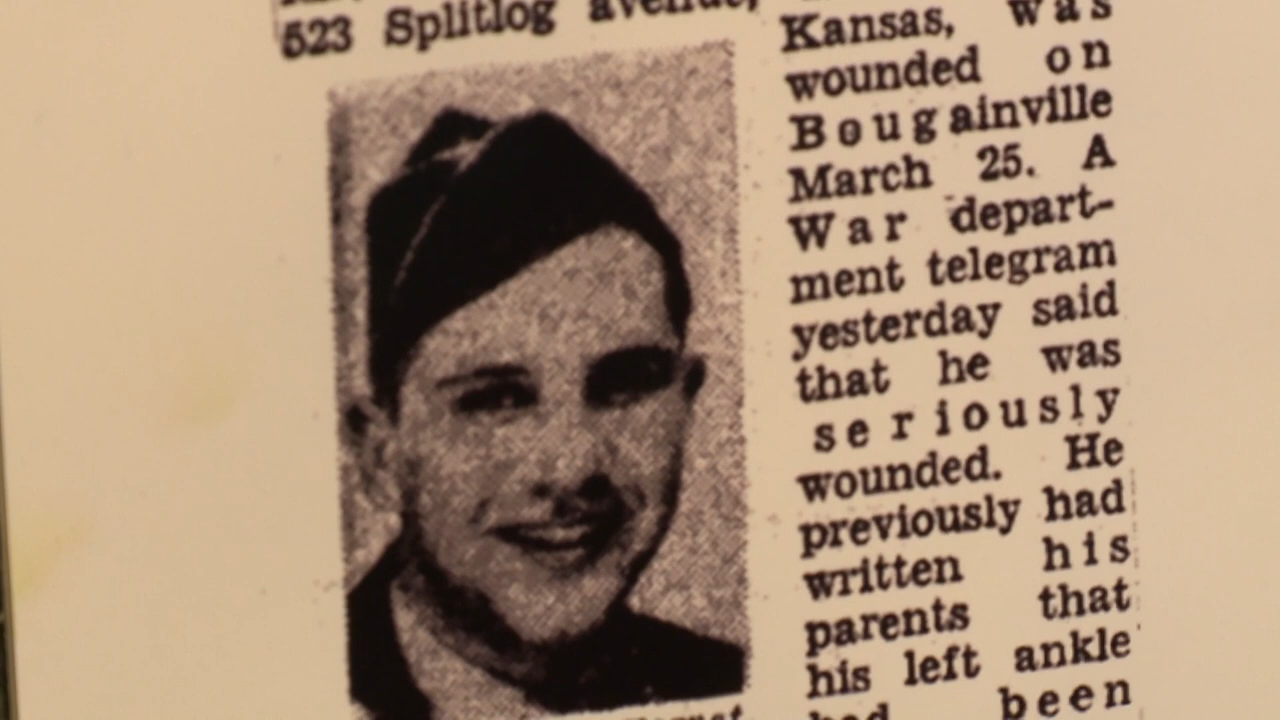 523 Splitlog avenue,
Kansas, was
wounded on
Bougainville
March 25. A
War depart-
ment telegram
yesterday said
that he was
seriously
wounded. He
previously had
written his
parents that
his left ankle
had been